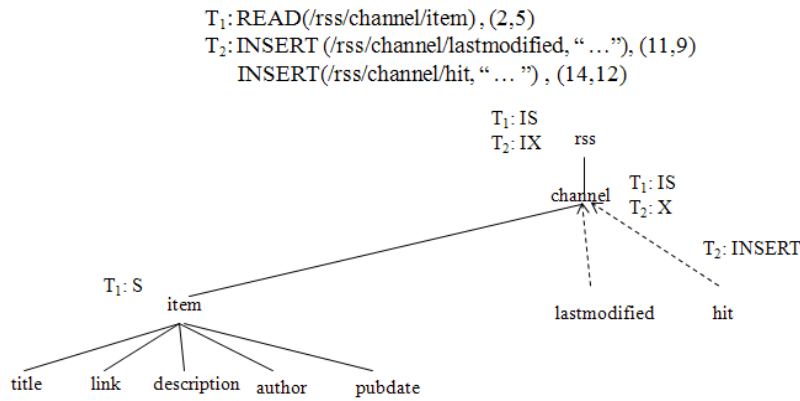 T₁: READ(/rss/channel/item), (2,5)
T₂: INSERT (/rss/channel/lastmodified, “ ...”), (11,9)
INSERT(/rss/channel/hit, “ ... ”) , (14,12)
T₁: IS
T₂: IX
rss
channel
T₁: IS
T₂: X
T₂: INSERT
T₁: S
item
lastmodified
hit
title
link
description
author
pubdate